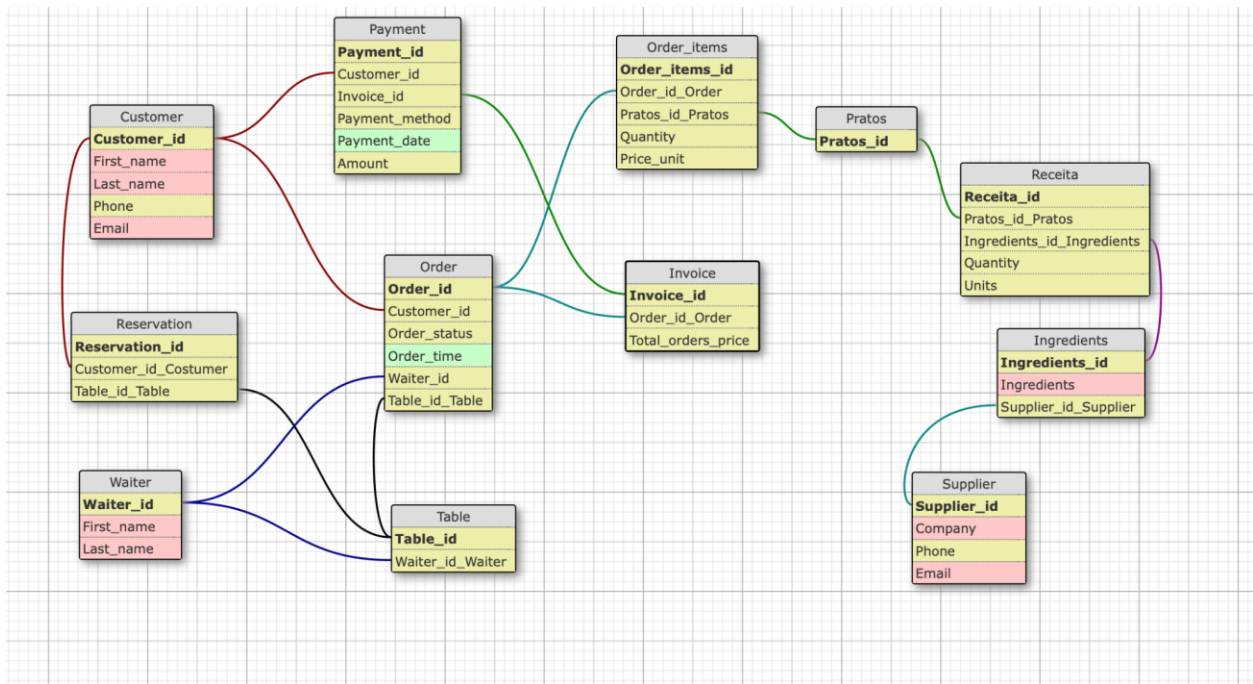 Payment
Payment_id
Customer_id
Invoice_id
Payment_method
Payment_date
Amount
Order_items
Order_items_id
Order_id_Order
Pratos_id_Pratos
Quantity
Price_unit
Customer
Customer_id
First_name
Last_name
Phone
Email
Pratos
Pratos_id
Receita
Receita_id
Pratos_id_Pratos
Ingredients_id_Ingredients
Quantity
Units
Order
Order_id
Customer_id
Order_status
Order_time
Waiter_id
Table_id_Table
Invoice
Invoice_id
Order_id_Order
Total_orders_price
Reservation
Reservation_id
Customer_id_Costumer
Table_id_Table
Ingredients
Ingredients_id
Ingredients
Supplier_id_Supplier
Waiter
Waiter_id
First_name
Last_name
Table
Table_id
Waiter_id_Waiter
Supplier
Supplier_id
Company
Phone
Email